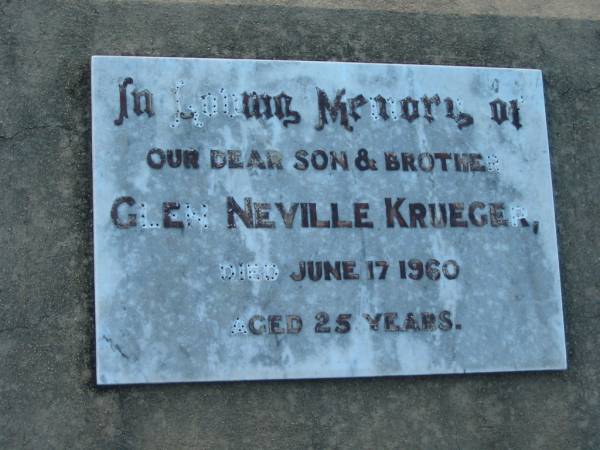 In Loving Memory of
OUR DEAR SON & BROTHER
GLEN NEVILLE KRUEGER,
DIED JUNE 17 1960
AGED 25 YEARS.